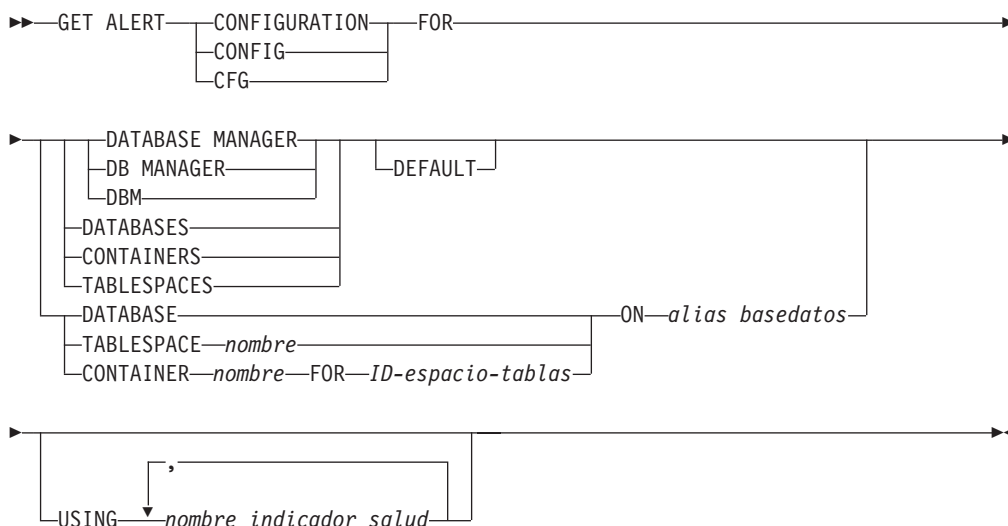 GET ALERT CONFIGURATION FOR
CONFIG
CFG
DATABASE MANAGER
DB MANAGER DEFAULT
DBM
DATABASES
CONTAINERS
TABLESPACES
DATABASE ON alias basedatos
TABLESPACE nombre
CONTAINER nombre FOR ID-espacio-tablas
,
USING nombre indicador salud